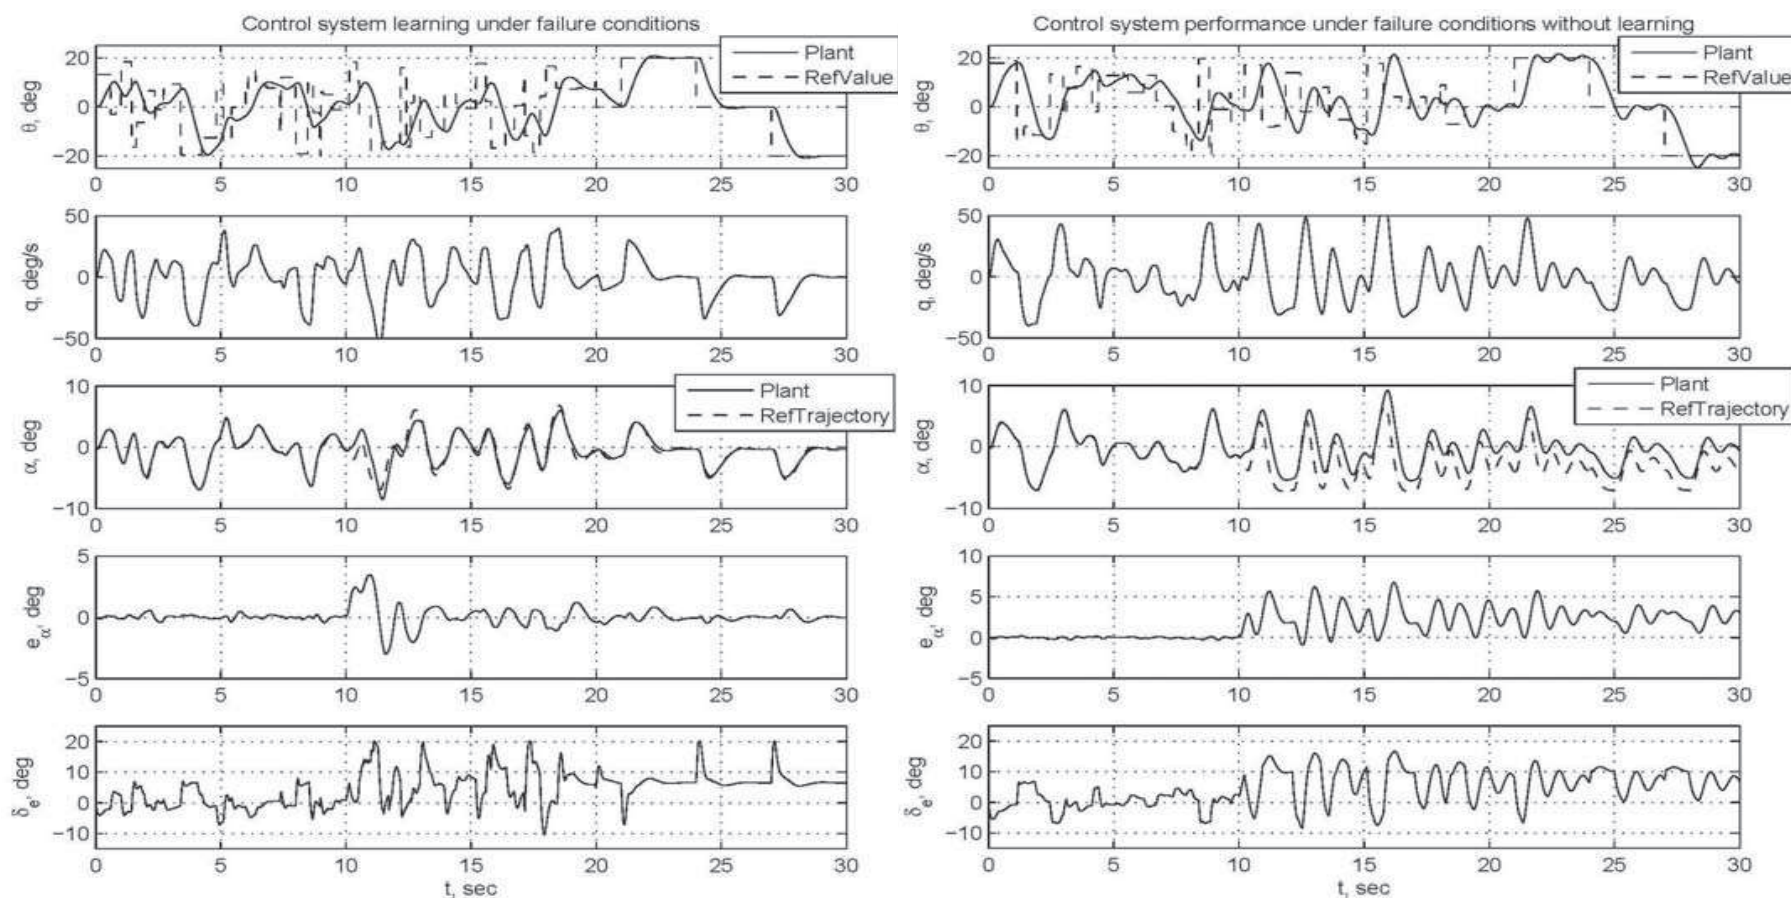 Control system learning under failure conditions
20
0
−20
θ, deg
Plant
RefValue
0 5 10 15 20 25 30
50
0
−50
q, deg/s
0 5 10 15 20 25 30
10
0
−10
α, deg
Plant
RefTrajectory
0 5 10 15 20 25 30
5
0
−5
eα, deg
0 5 10 15 20 25 30
20
10
0
−10
δe, deg
0 5 10 15 20 25 30
t, sec
Control system performance under failure conditions without learning
20
0
−20
θ, deg
Plant
RefValue
0 5 10 15 20 25 30
50
0
−50
q, deg/s
0 5 10 15 20 25 30
10
0
−10
α, deg
Plant
RefTrajectory
0 5 10 15 20 25 30
10
5
0
−5
eα, deg
0 5 10 15 20 25 30
20
10
0
−10
δe, deg
0 5 10 15 20 25 30
t, sec